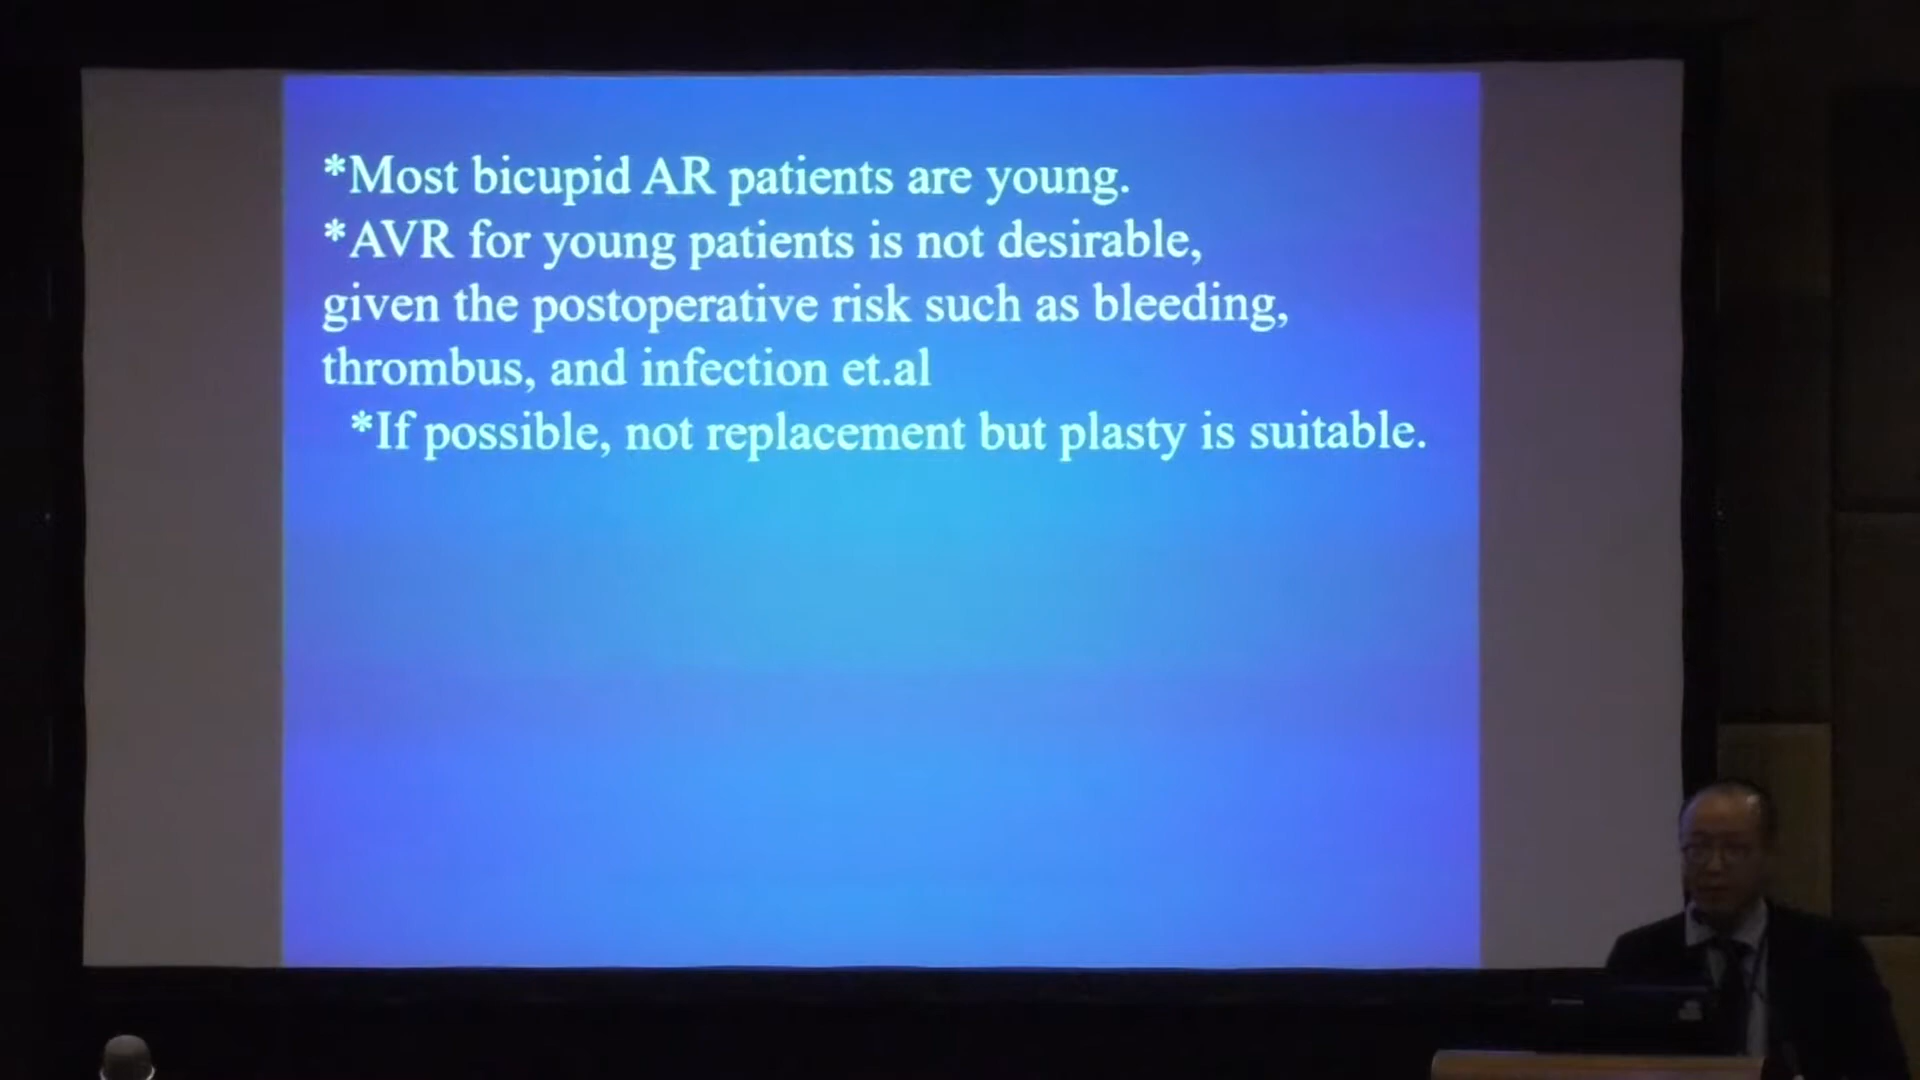 *Most bicupid AR patients are young.
*AVR for young patients is not desirable,
given the postoperative risk such as bleeding,
thrombus, and infection et.al
*If possible, not replacement but plasty is suitable.